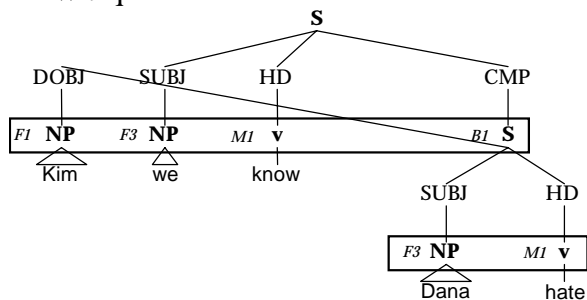 S
DOBJ SUBJ HD CMP
F1 NP F3 NP M1 v B1 S
Kim we know
SUBJ HD
F3 NP M1 v
Dana hate